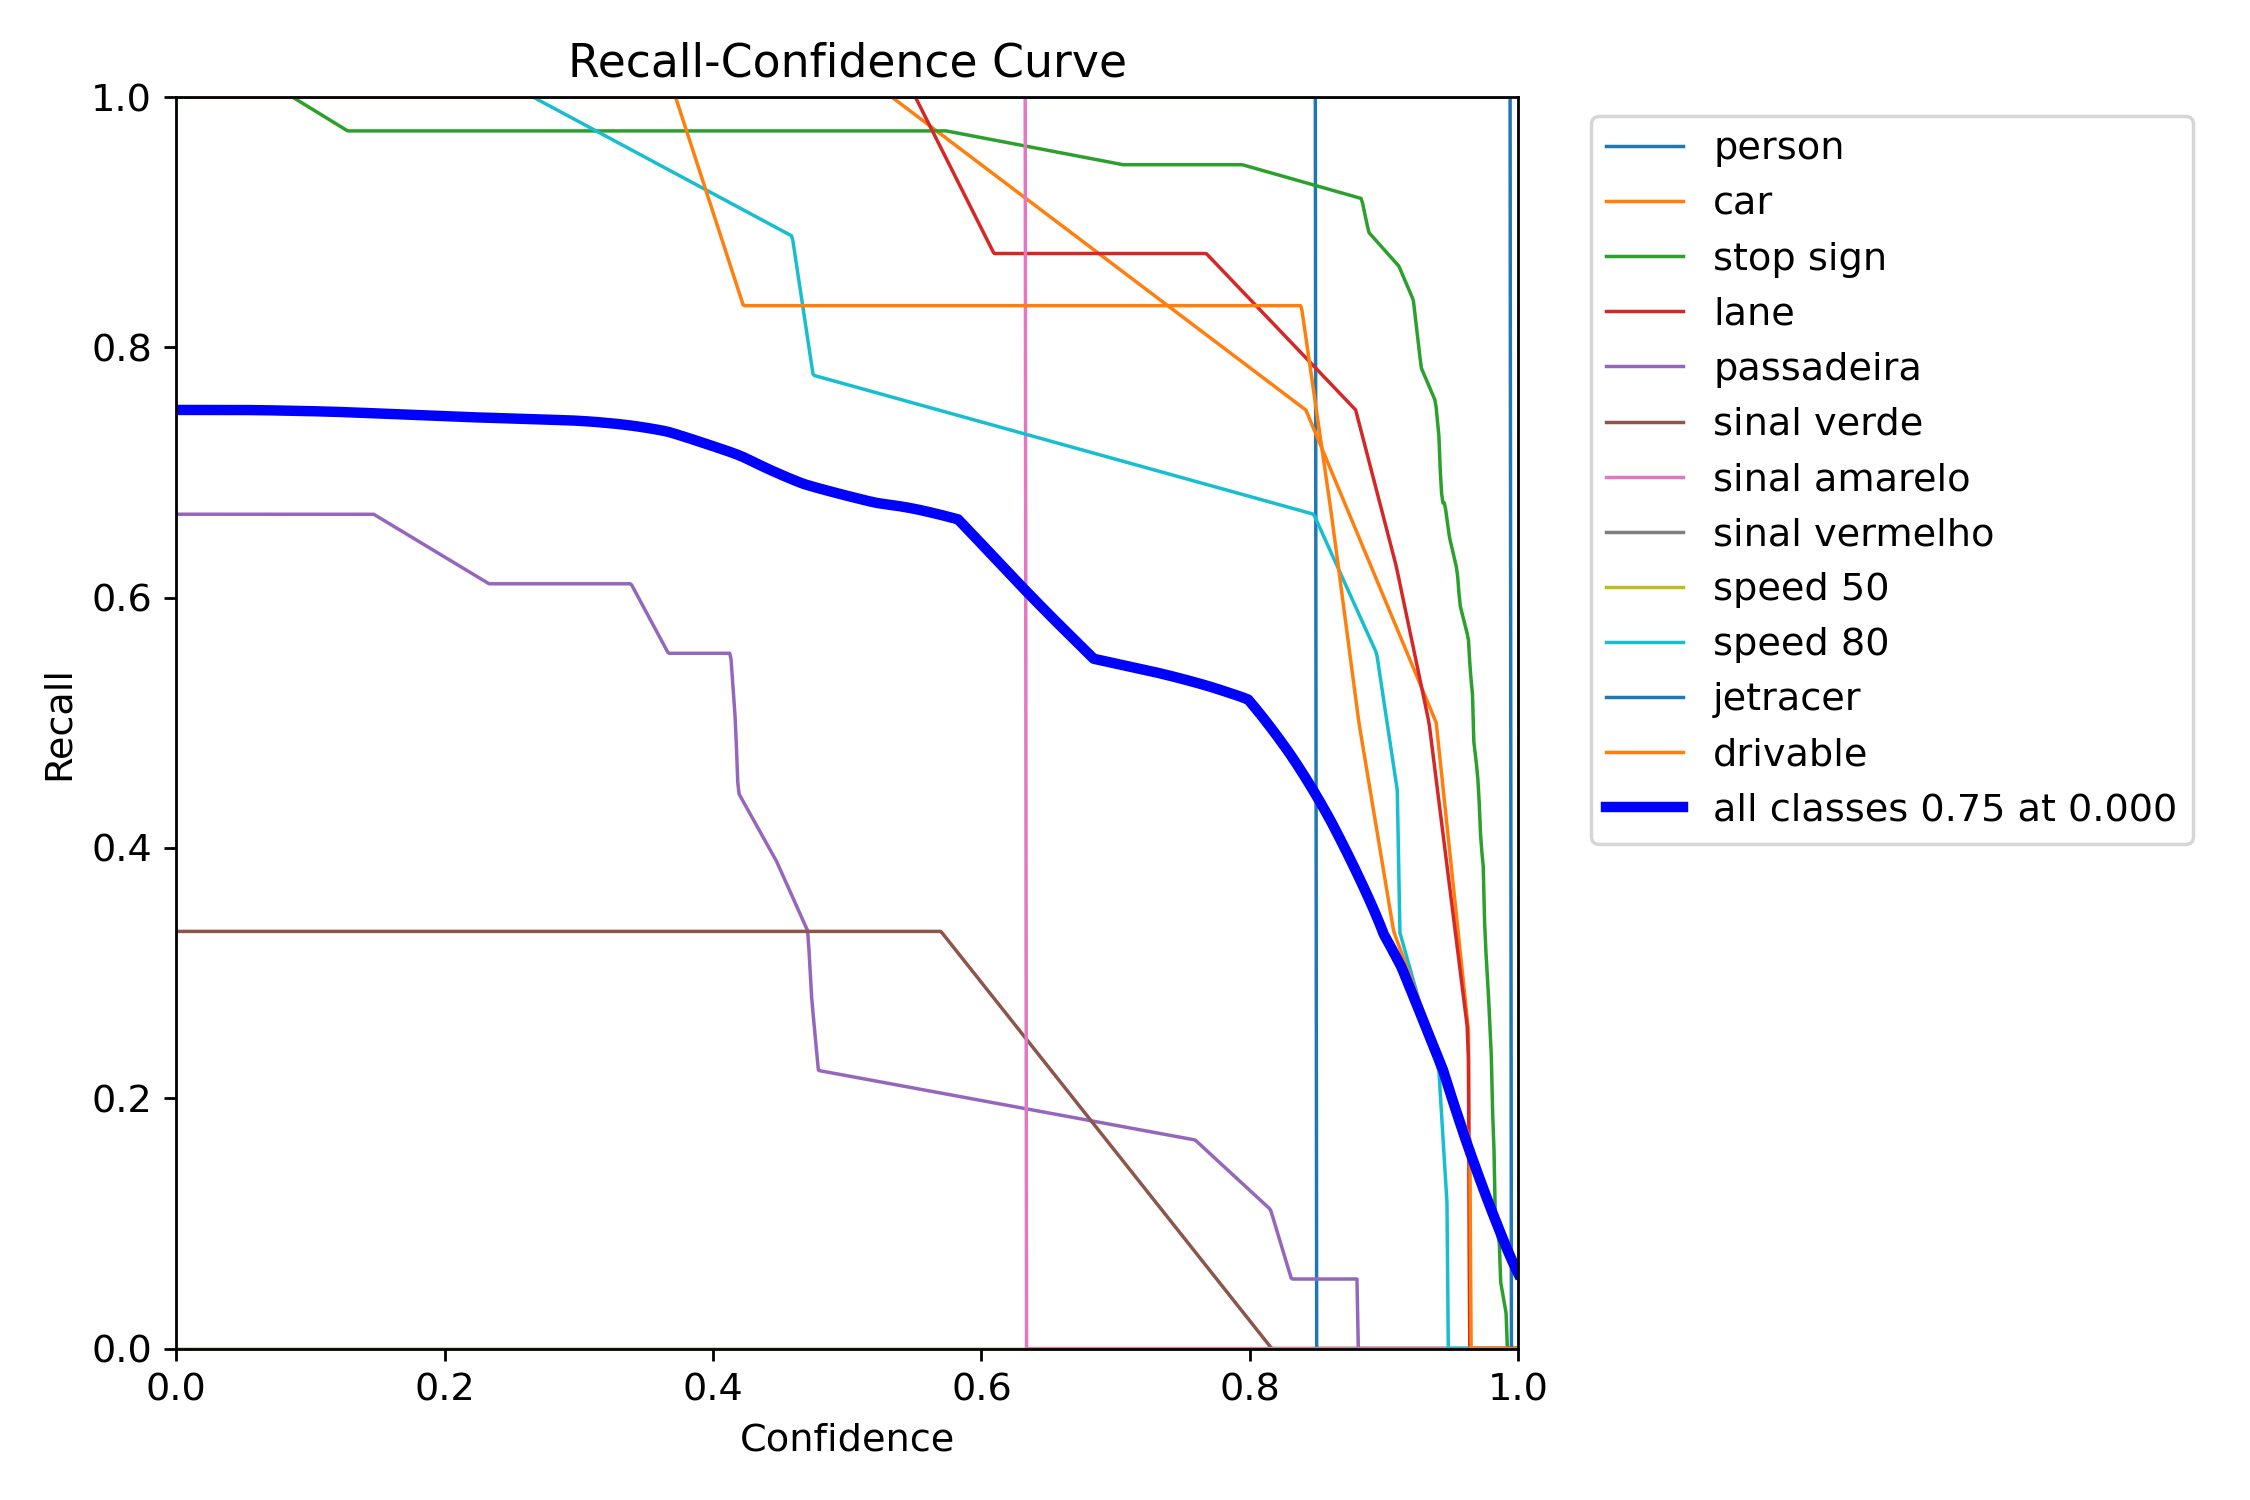 Recall-Confidence Curve
1.0
0.8
0.6
0.4
0.2
0.0
Recall
0.0 0.2 0.4 0.6 0.8 1.0
Confidence
person
car
stop sign
lane
passadeira
sinal verde
sinal amarelo
sinal vermelho
speed 50
speed 80
jetracer
drivable
all classes 0.75 at 0.000